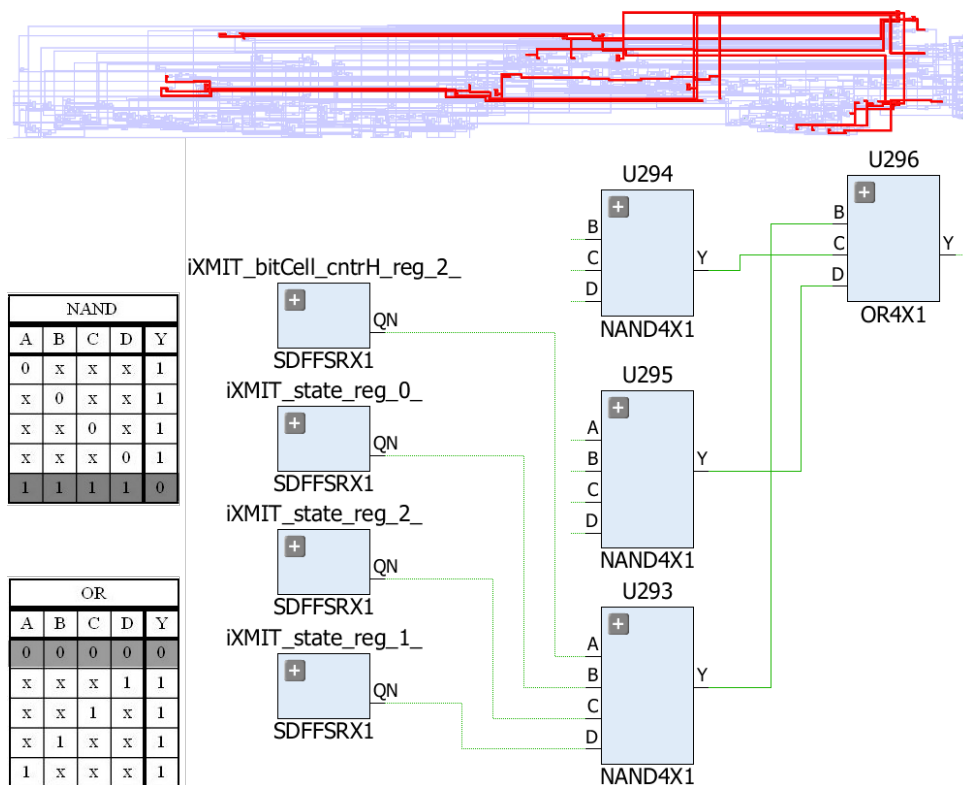 U294
B
C
D
Y
NAND4X1
U296
B
C
D
Y
OR4X1
iXMIT_bitCell_cntrH_reg_2_
QN
SDFFSRX1
iXMIT_state_reg_0_
QN
SDFFSRX1
iXMIT_state_reg_2_
QN
SDFFSRX1
iXMIT_state_reg_1_
QN
SDFFSRX1
U295
A
B
C
D
Y
NAND4X1
U293
A
B
C
D
Y
NAND4X1
NAND
A B C D Y
0 x x x 1
x 0 x x 1
x x 0 x 1
x x x 0 1
1 1 1 1 0
OR
A B C D Y
0 0 0 0 0
x x x 1 1
x x 1 x 1
x 1 x x 1
1 x x x 1